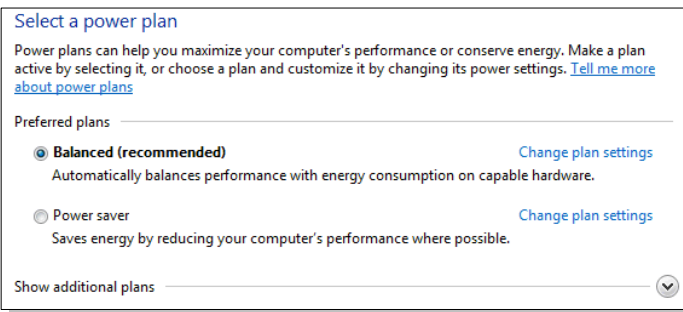 Select a power plan
Power plans can help you maximize your computer's performance or conserve energy. Make a plan
active by selecting it, or choose a plan and customize it by changing its power settings. Tell me more
about power plans
Preferred plans
Balanced (recommended) Change plan settings
Automatically balances performance with energy consumption on capable hardware.
Power saver Change plan settings
Saves energy by reducing your computer's performance where possible.
Show additional plans